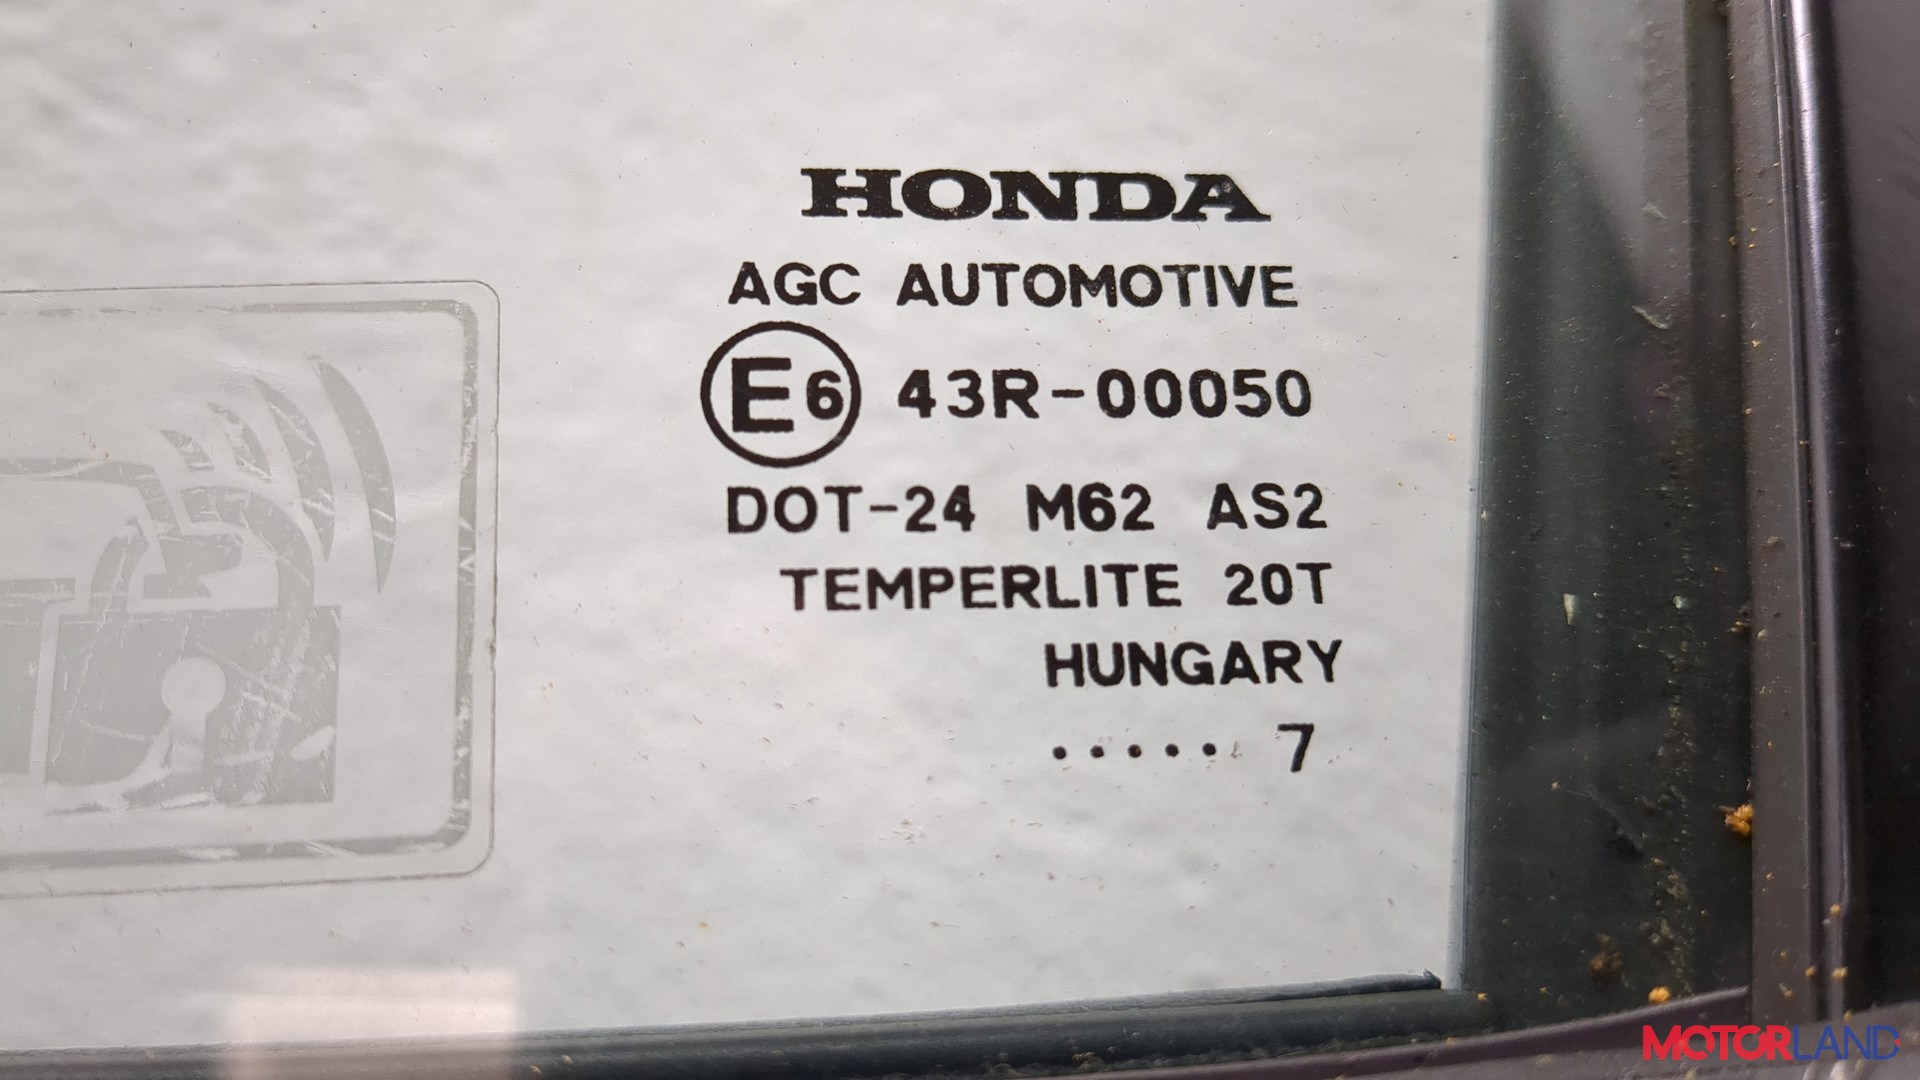 HONDA
AGC AUTOMOTIVE
E6 43R-00050
DOT-24 M62 AS2
TEMPERLITE 20T
HUNGARY
..... 7
MOTORLAND